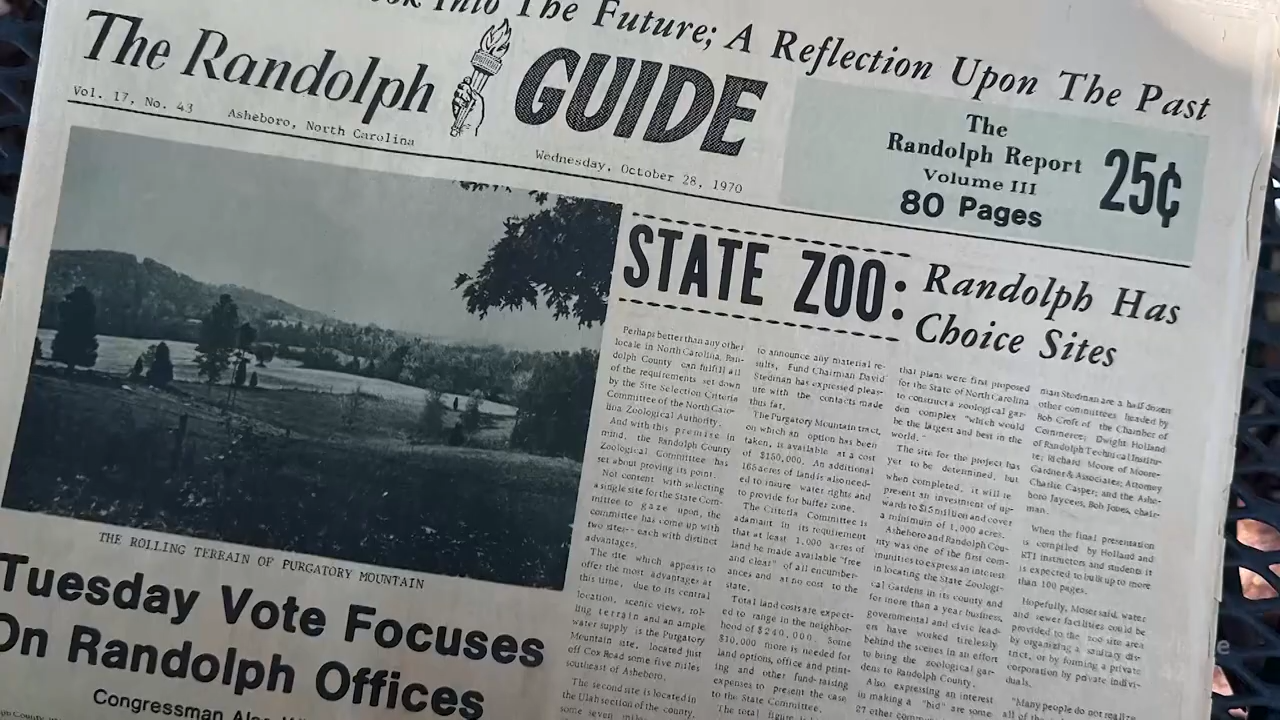 Into The Future; A Reflection Upon The Past
The Randolph GUIDE
Vol. 17, No. 43 Asheboro, North Carolina Wednesday, October 28, 1970
The
Randolph Report
Volume III
80 Pages
25¢
THE ROLLING TERRAIN OF PURGATORY MOUNTAIN
Tuesday Vote Focuses
On Randolph Offices
Congressman
STATE ZOO: Randolph Has
Choice Sites
Perhaps better than any other
locale in North Carolina, Ran-
dolph County can fulfill all
of the requirements set down
by the Site Selection Criteria
Committee of the North Caro-
lina Zoological Authority.
And with this premise in
mind, the Randolph County
Zoological Committee has
set about proving its point.
Not content with selecting
a single site for the State Com-
mittee to gaze upon, the
committee has come up with
two sites - each with distinct
advantages.
The site which appears to
offer the more advantages at
this time, due to its central
location, scenic views, rol-
ling terrain and an ample
water supply is the Purgatory
Mountain site, located just
off Cox Road some five miles
southeast of Asheboro.
The second site is located in
the Ulah section of the county,
some seven miles
to announce any material re-
sults, Fund Chairman David
Stedman has expressed pleas-
ure with the contacts made
thus far.
The Purgatory Mountain tract,
on which an option has been
taken, is available at a cost
of $150,000. An additional
165 acres of land is also need-
ed to insure water rights and
to provide for buffer zone.
The Criteria Committee is
adamant in its requirement
that at least 1,000 acres of
land be made available "free
and clear" of all encumber-
ances and at no cost to the
state.
Total land costs are expect-
ed to range in the neighbor-
hood of $240,000. Some
$10,000 more is needed for
land options, office and print-
ing and other fund-raising
expenses to present the case
to the State Committee.
The total figure is
that plans were first proposed
for the State of North Carolina
to construct a zoological gar-
den complex "which would
be the largest and best in the
world."
The site for the project has
yet to be determined, but
when completed, it will re
present an investment of up-
wards to $15 million and cover
a minimum of 1,000 acres.
Asheboro and Randolph Cou-
nty was one of the first com-
munities to express an interest
in locating the State Zoologi-
cal Gardens in its county and
for more than a year business,
governmental and civic lead-
ers have worked tirelessly
behind the scenes in an effort
to bring the zoological gar-
dens to Randolph County.
Also expressing an interest
in making a "bid" are some
27 other
man Stedman are a half dozen
other committees headed by
Bob Croft of the Chamber of
Commerce; Dwight Holland
of Randolph Technical Institu-
te; Richard Moore of Moore-
Gardner & Associates; Attorney
Charlie Casper; and the Ashe-
boro Jaycees, Bob Jones, chair-
man.
When the final presentation
is compiled by Holland and
RTI instructors and students it
is expected to bulk up to more
than 100 pages.
Hopefully, Moser said, water
and sewer facilities could be
provided to the zoo site area
by organizing a sanitary dis-
trict, or by forming a private
corporation by private indivi-
duals.
"Many people do not realize